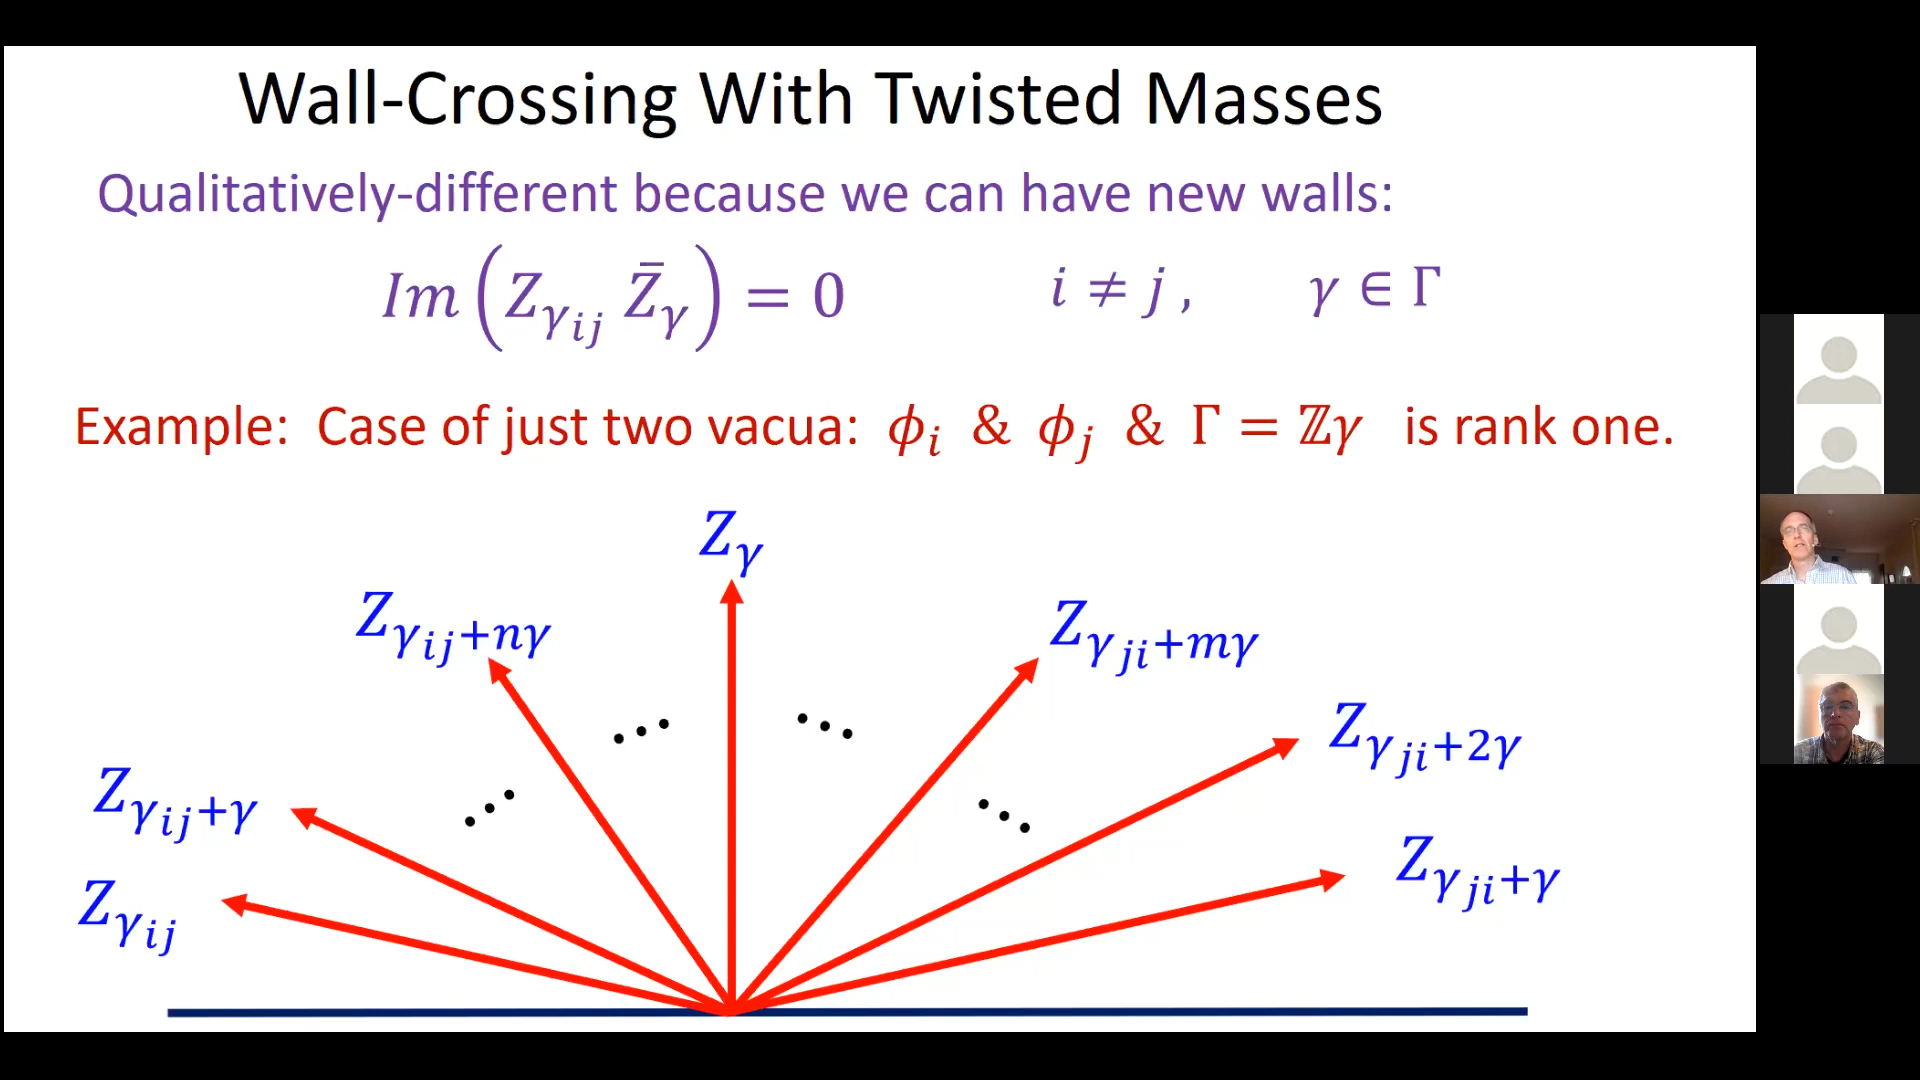 Wall-Crossing With Twisted Masses
Qualitatively-different because we can have new walls:
Im(Z_{γ_{ij}} Z̄_γ) = 0 i ≠ j , γ ∈ Γ
Example: Case of just two vacua: ϕ_i & ϕ_j & Γ = ℤγ is rank one.
Z_γ
Z_{γ_{ij}+nγ} Z_{γ_{ji}+mγ}
... ...
Z_{γ_{ji}+2γ}
Z_{γ_{ij}+γ} ... ...
Z_{γ_{ij}} Z_{γ_{ji}+γ}